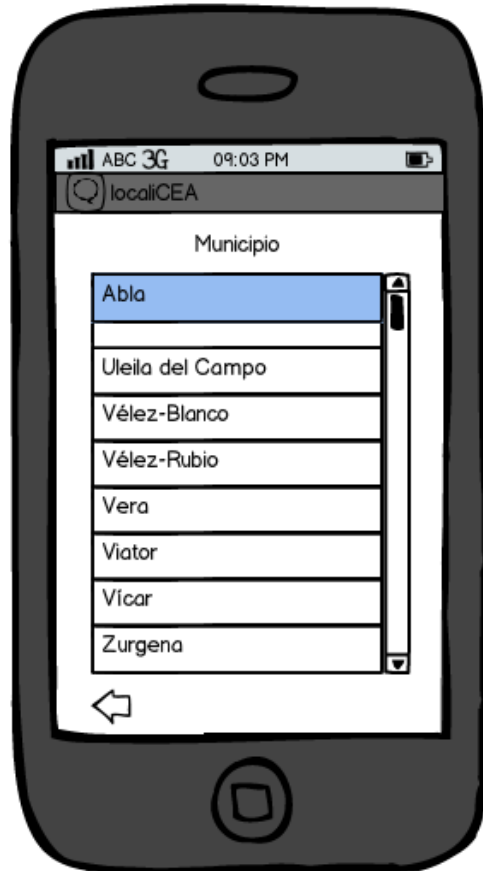 ABC 3G 09:03 PM
localiCEA
Municipio
Abla
Uleila del Campo
Vélez-Blanco
Vélez-Rubio
Vera
Viator
Vícar
Zurgena